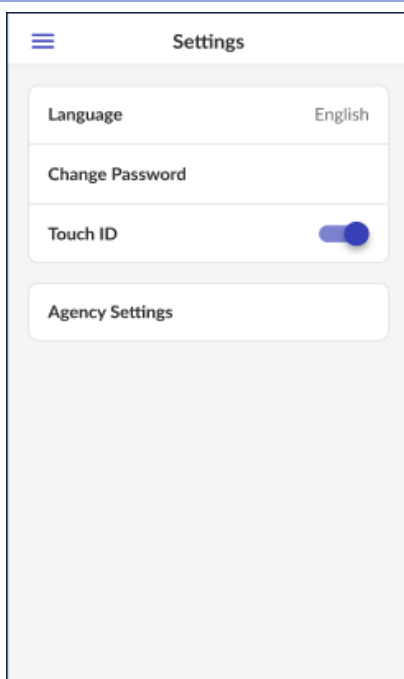 Settings
Language English
Change Password
Touch ID
Agency Settings